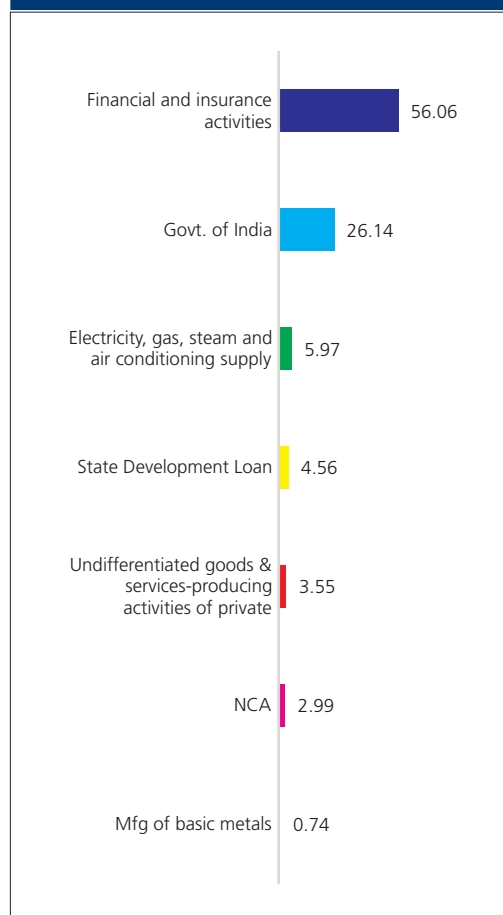 Financial and insurance
activities
56.06
Govt. of India
26.14
Electricity, gas, steam and
air conditioning supply
5.97
State Development Loan
4.56
Undifferentiated goods &
services-producing
activities of private
3.55
NCA
2.99
Mfg of basic metals
0.74